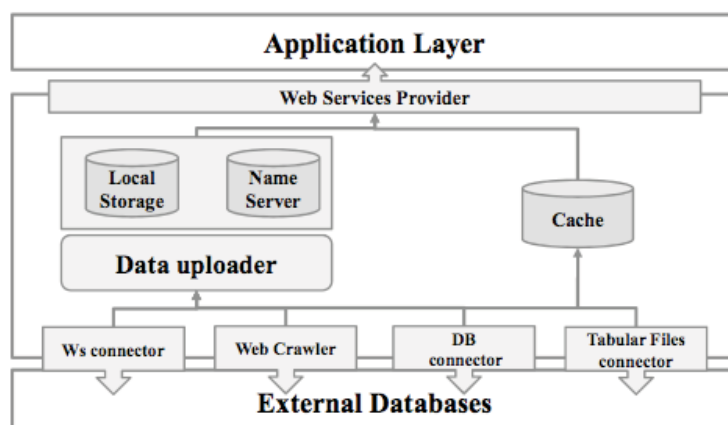 Application Layer
Web Services Provider
Local
Storage
Name
Server
Cache
Data uploader
Ws connector
Web Crawler
DB
connector
Tabular Files
connector
External Databases